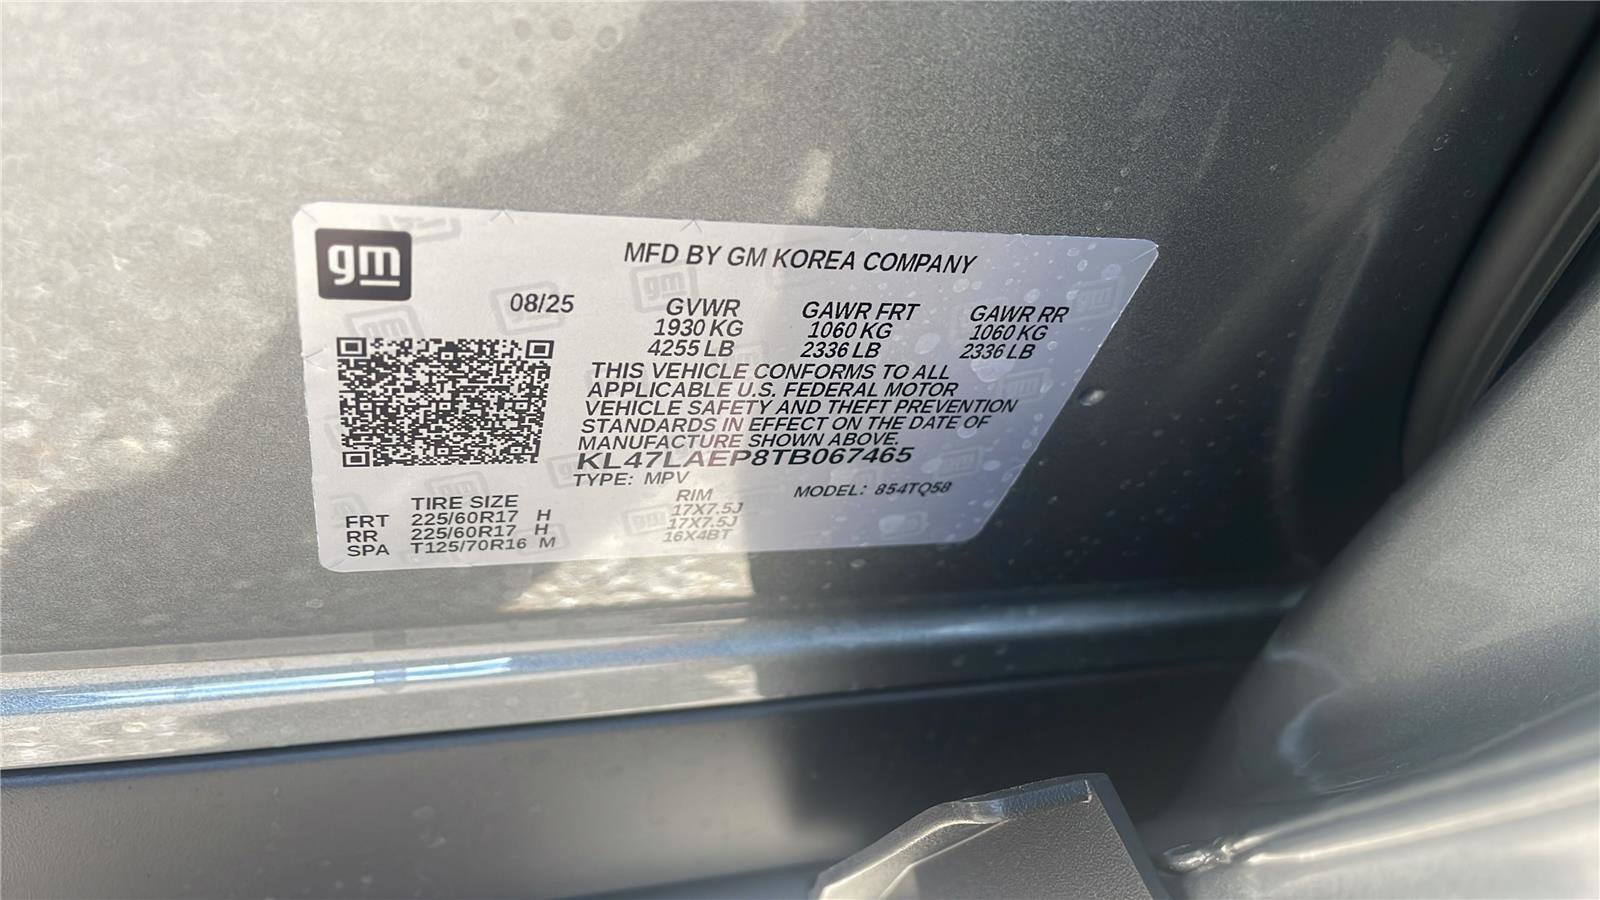 gm
MFD BY GM KOREA COMPANY
08/25 GVWR GAWR FRT GAWR RR
1930 KG 1060 KG 1060 KG
4255 LB 2336 LB 2336 LB
THIS VEHICLE CONFORMS TO ALL
APPLICABLE U.S. FEDERAL MOTOR
VEHICLE SAFETY AND THEFT PREVENTION
STANDARDS IN EFFECT ON THE DATE OF
MANUFACTURE SHOWN ABOVE.
KL47LAEP8TB067465
TYPE: MPV MODEL: 854TQ58
TIRE SIZE RIM
FRT 225/60R17 H 17X7.5J
RR 225/60R17 H 17X7.5J
SPA T125/70R16 M 16X4BT